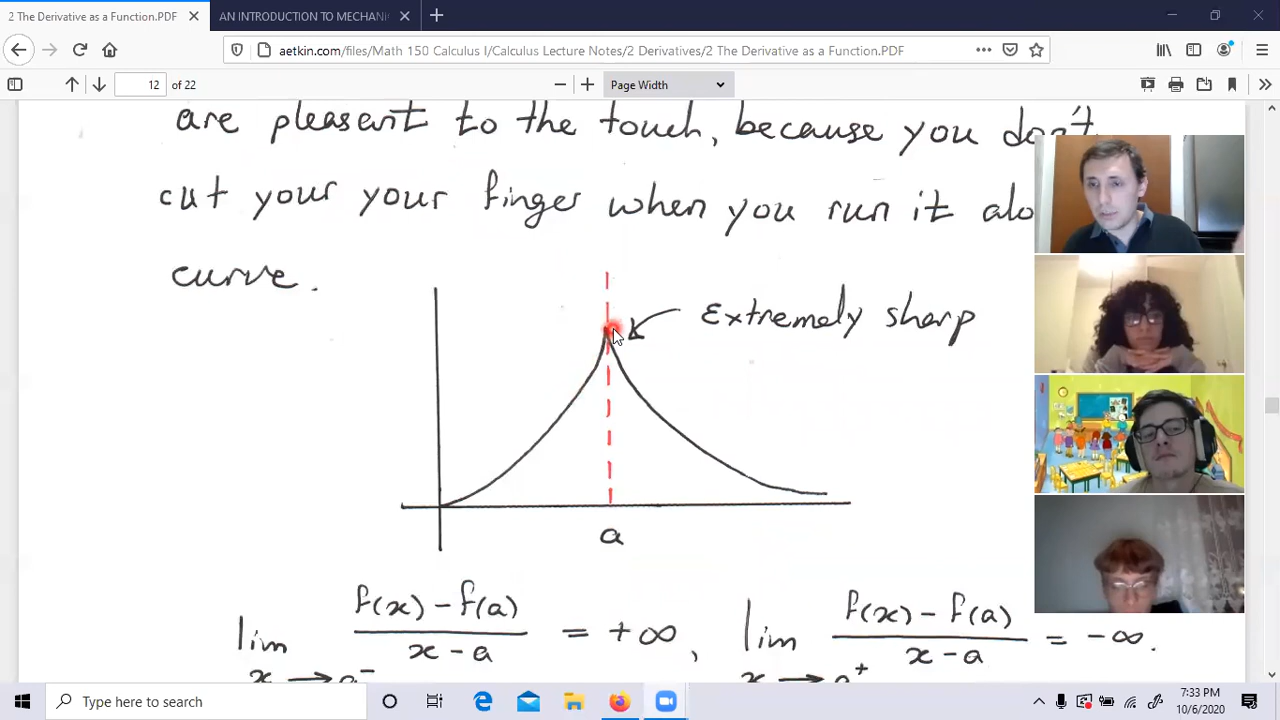 2 The Derivative as a Function.PDF
AN INTRODUCTION TO MECHANI
aetkin.com/files/Math 150 Calculus I/Calculus Lecture Notes/2 Derivatives/2 The Derivative as a Function.PDF
12 of 22
Page Width
are pleasant to the touch, because you don't
cut your your finger when you run it alo
curve.
Extremely sharp
a
lim x→a⁻ f(x) - f(a) / x - a = +∞ , lim x→a⁺ f(x) - f(a) / x - a = -∞.
Type here to search
7:33 PM
10/6/2020